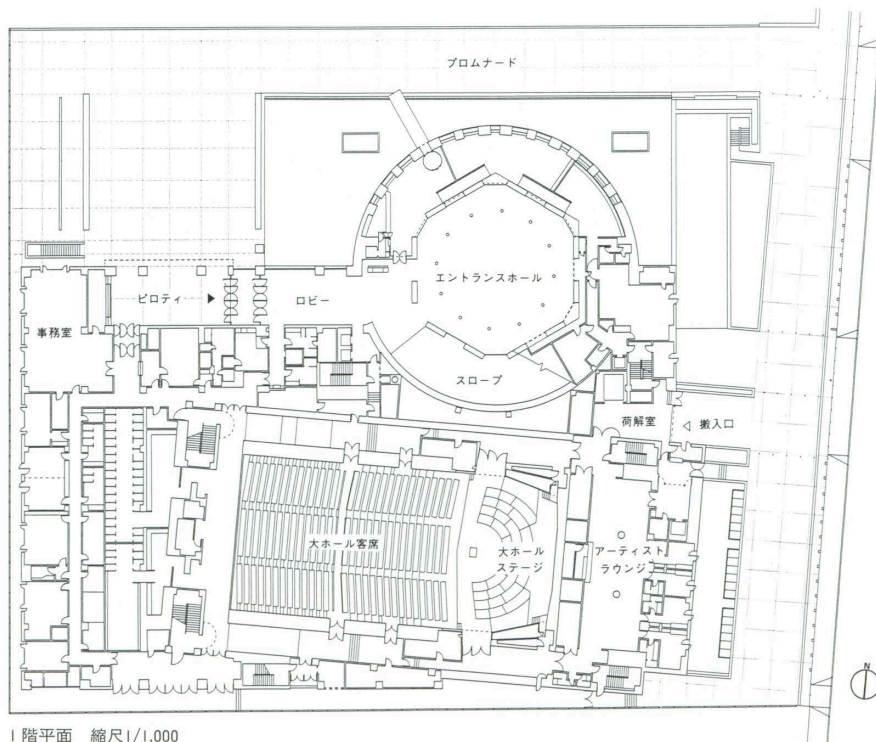 プロムナード
エントランスホール
ピロティ
ロビー
事務室
スロープ
荷解室
搬入口
大ホール客席
大ホール
ステージ
アーティスト
ラウンジ
N
1階平面 縮尺1/1,000